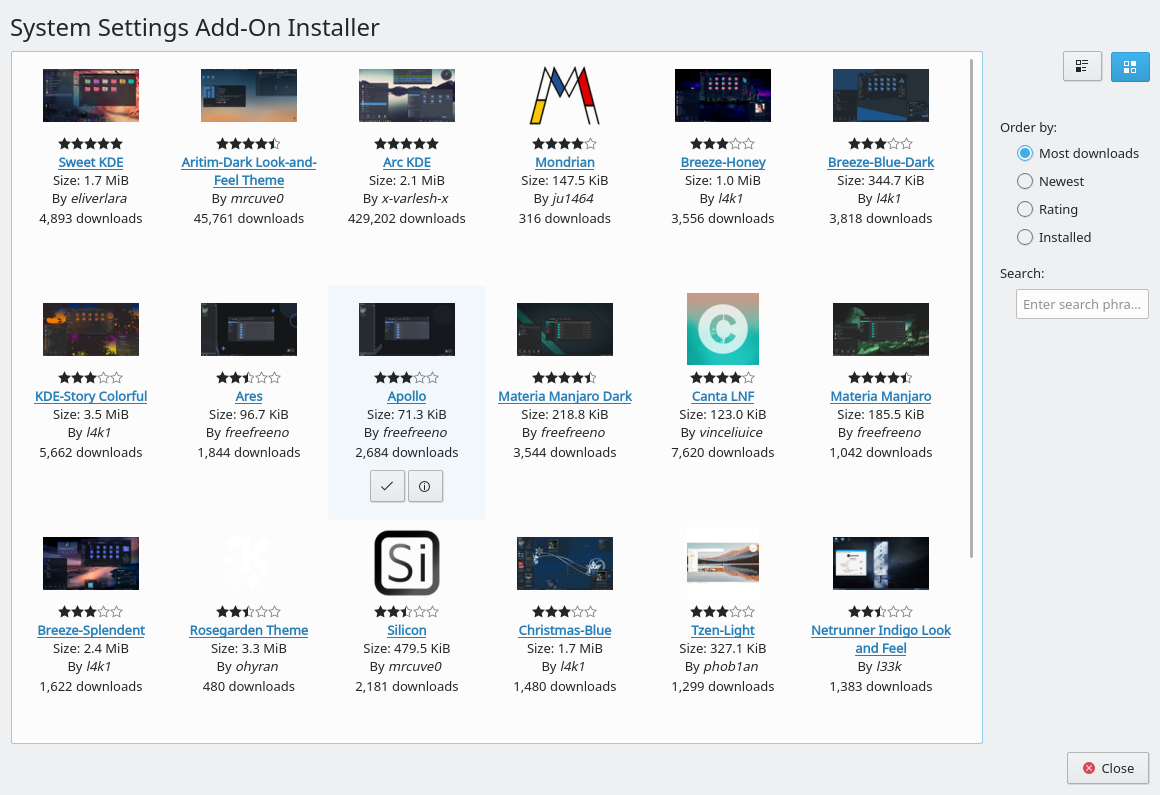 System Settings Add-On Installer
Sweet KDE
Size: 1.7 MiB
By eliverlara
4,893 downloads
Aritim-Dark Look-and-
Feel Theme
Size: 1.0 MiB
By mrcuve0
45,761 downloads
Arc KDE
Size: 2.1 MiB
By x-varlesh-x
429,202 downloads
Mondrian
Size: 147.5 KiB
By ju1464
316 downloads
Breeze-Honey
Size: 1.0 MiB
By l4k1
3,556 downloads
Breeze-Blue-Dark
Size: 344.7 KiB
By l4k1
3,818 downloads
KDE-Story Colorful
Size: 3.5 MiB
By l4k1
5,662 downloads
Ares
Size: 96.7 KiB
By freefreeno
1,844 downloads
Apollo
Size: 71.3 KiB
By freefreeno
2,684 downloads
Materia Manjaro Dark
Size: 218.8 KiB
By freefreeno
3,544 downloads
C
Canta LNF
Size: 123.0 KiB
By vinceliuice
7,620 downloads
Materia Manjaro
Size: 185.5 KiB
By freefreeno
1,042 downloads
Breeze-Splendent
Size: 2.4 MiB
By l4k1
1,622 downloads
Rosegarden Theme
Size: 3.3 MiB
By ohyran
480 downloads
Si
Silicon
Size: 479.5 KiB
By mrcuve0
2,181 downloads
Christmas-Blue
Size: 1.7 MiB
By l4k1
1,480 downloads
Tzen-Light
Size: 327.1 KiB
By phob1an
1,299 downloads
Netrunner Indigo Look
and Feel
By l33k
1,383 downloads
Order by:
Most downloads
Newest
Rating
Installed
Search:
Enter search phra...
Close